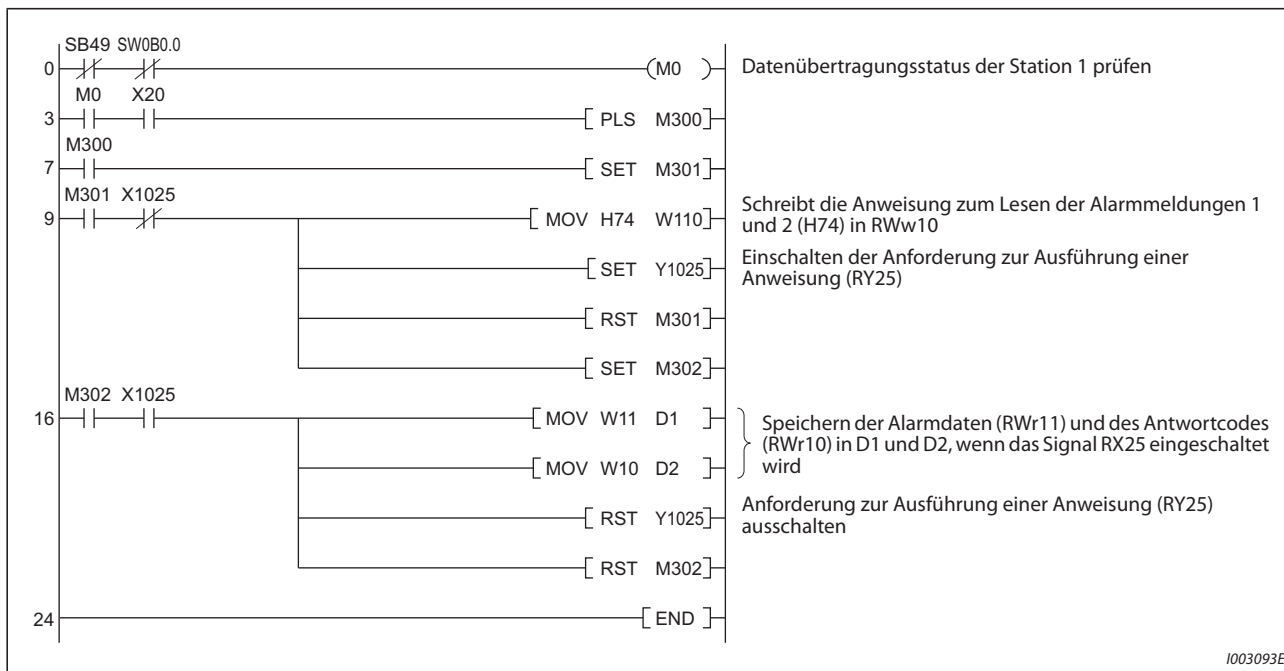 SB49 SW0B0.0
0 M0 Datenübertragungsstatus der Station 1 prüfen
M0 X20
3 PLS M300
M300
7 SET M301
M301 X1025
9 MOV H74 W110 Schreibt die Anweisung zum Lesen der Alarmmeldungen 1
und 2 (H74) in RWw10
SET Y1025 Einschalten der Anforderung zur Ausführung einer
Anweisung (RY25)
RST M301
SET M302
M302 X1025
16 MOV W11 D1 Speichern der Alarmdaten (RWr11) und des Antwortcodes
(RWr10) in D1 und D2, wenn das Signal RX25 eingeschaltet
wird
MOV W10 D2
RST Y1025 Anforderung zur Ausführung einer Anweisung (RY25)
ausschalten
RST M302
24 END
I003093E